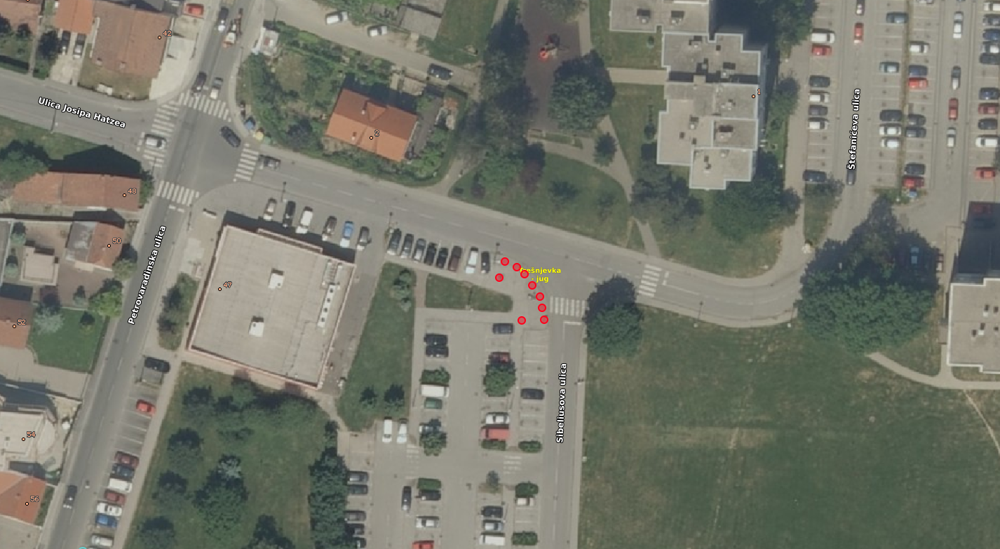 42
1
Ulica Josipa Hatzea
2
Štefanićeva ulica
48
50
Petrovaradinska ulica
- jug
47
52
Sibeliusova ulica
54
56